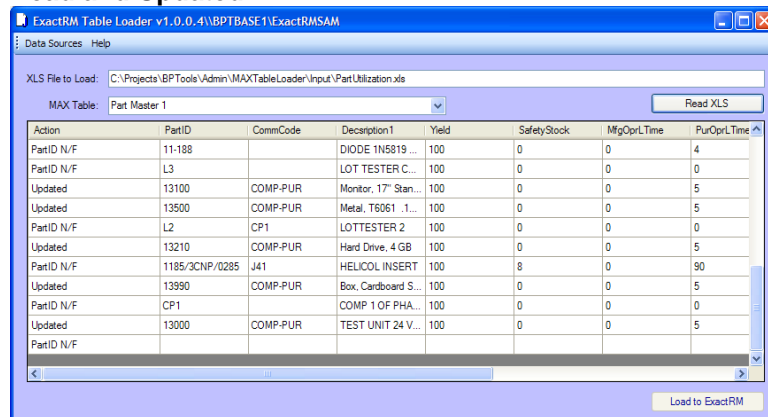 ExactRM Table Loader v1.0.0.4\\BPTBASE1\ExactRMSAM
Data Sources Help
XLS File to Load: C:\Projects\BPTools\Admin\MAXTableLoader\Input\PartUtilization.xls
MAX Table: Part Master 1 Read XLS
Action PartID CommCode Decsription1 Yield SafetyStock MfgOprLTime PurOprLTime
PartID N/F 11-188 DIODE 1N5819 ... 100 0 0 4
PartID N/F L3 LOT TESTER C... 100 0 0 0
Updated 13100 COMP-PUR Monitor, 17" Stan... 100 0 0 5
Updated 13500 COMP-PUR Metal, T6061 .1... 100 0 0 5
PartID N/F L2 CP1 LOTTESTER 2 100 0 0 0
Updated 13210 COMP-PUR Hard Drive, 4 GB 100 0 0 5
PartID N/F 1185/3CNP/0285 J41 HELICOL INSERT 100 8 0 90
Updated 13990 COMP-PUR Box, Cardboard S... 100 0 0 5
PartID N/F CP1 COMP 1 OF PHA... 100 0 0 0
Updated 13000 COMP-PUR TEST UNIT 24 V... 100 0 0 5
PartID N/F
Load to ExactRM